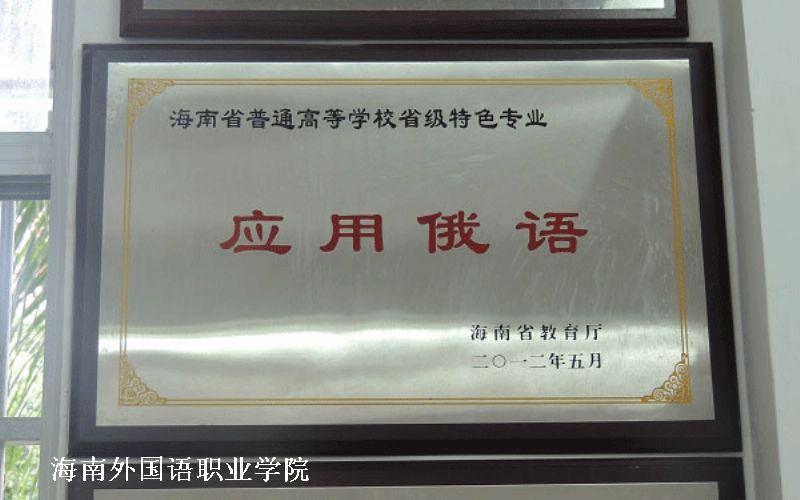 海南省普通高等学校省级特色专业
应用俄语
海南省教育厅
二〇一二年五月
海南外国语职业学院